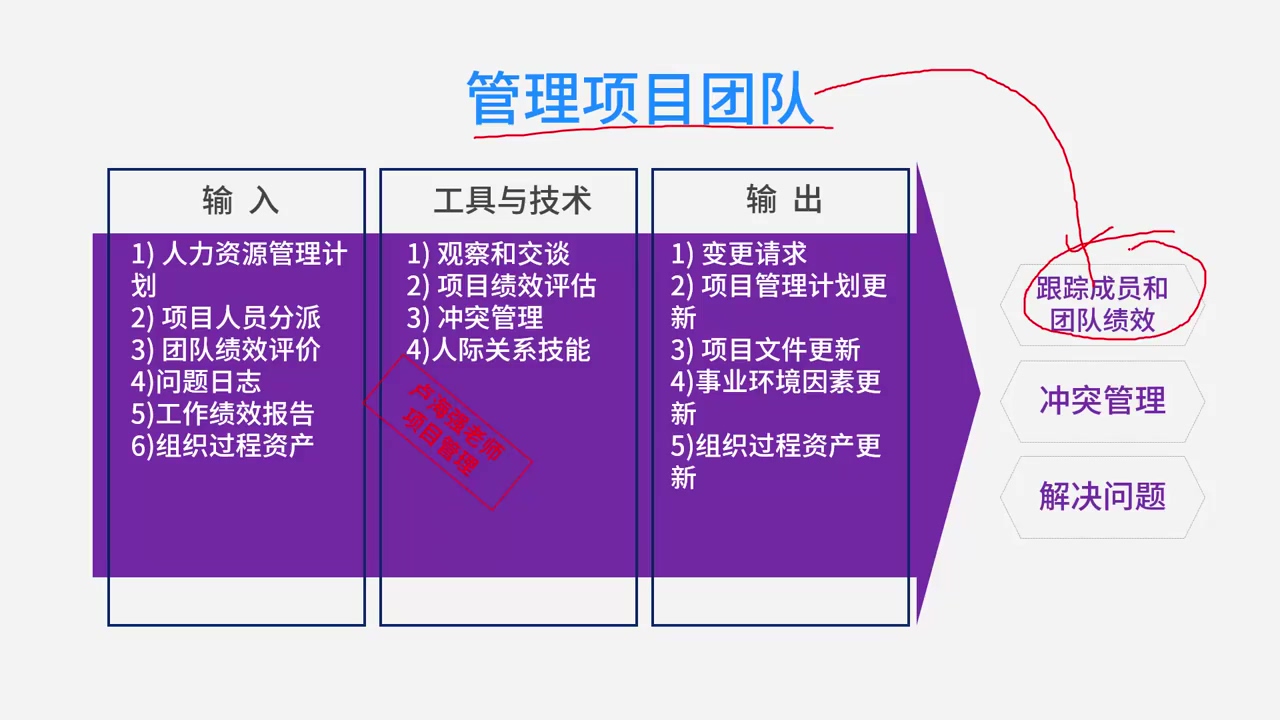 管理项目团队
输 入
1) 人力资源管理计
划
2) 项目人员分派
3) 团队绩效评价
4)问题日志
5)工作绩效报告
6)组织过程资产
工具与技术
1) 观察和交谈
2) 项目绩效评估
3) 冲突管理
4)人际关系技能
卢海强老师
项目管理
输 出
1) 变更请求
2) 项目管理计划更
新
3) 项目文件更新
4)事业环境因素更
新
5)组织过程资产更
新
跟踪成员和
团队绩效
冲突管理
解决问题